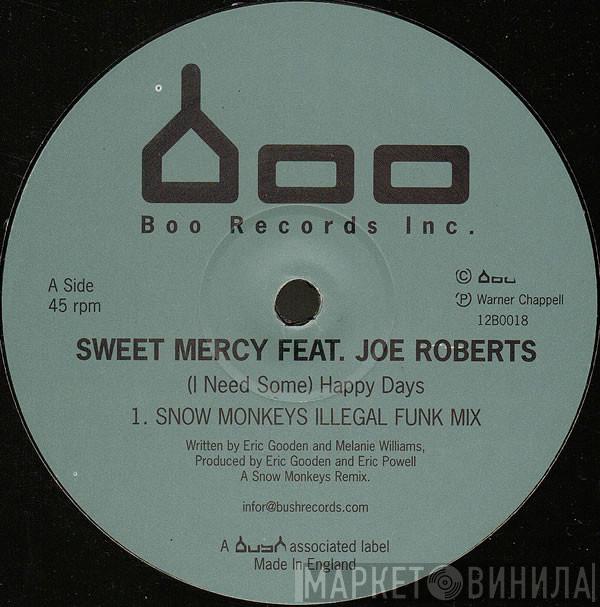 boo
Boo Records Inc.
A Side
45 rpm
© boo
℗ Warner Chappell
12B0018
SWEET MERCY FEAT. JOE ROBERTS
(I Need Some) Happy Days
1. SNOW MONKEYS ILLEGAL FUNK MIX
Written by Eric Gooden and Melanie Williams,
Produced by Eric Gooden and Eric Powell
A Snow Monkeys Remix.
infor@bushrecords.com
A bush associated label
Made In England
МАРКЕТ ВИНИЛА